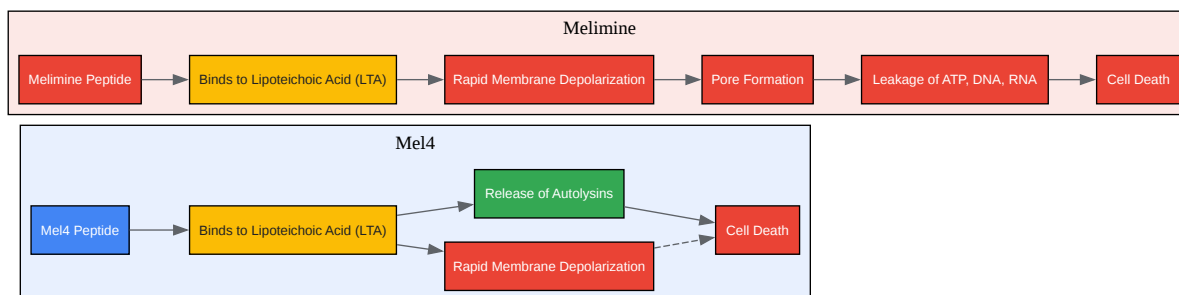 Melimine
Melimine Peptide
Binds to Lipoteichoic Acid (LTA)
Rapid Membrane Depolarization
Pore Formation
Leakage of ATP, DNA, RNA
Cell Death
Mel4
Mel4 Peptide
Binds to Lipoteichoic Acid (LTA)
Release of Autolysins
Rapid Membrane Depolarization
Cell Death